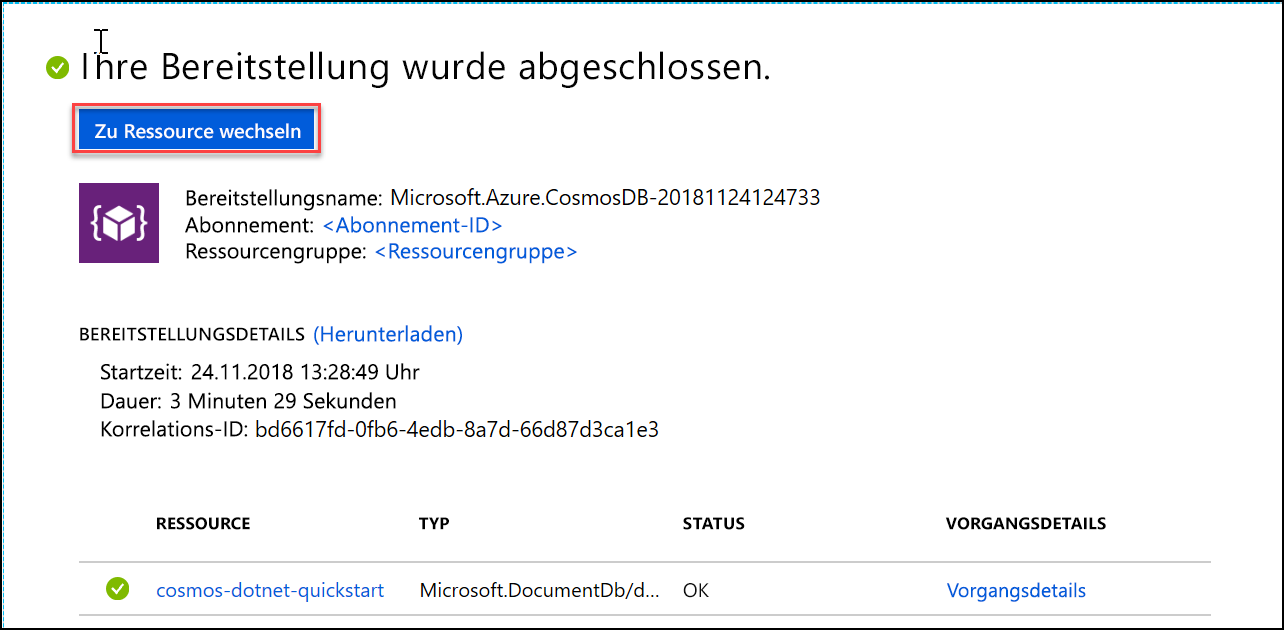 Ihre Bereitstellung wurde abgeschlossen.
Zu Ressource wechseln
Bereitstellungsname: Microsoft.Azure.CosmosDB-20181124124733
Abonnement: <Abonnement-ID>
Ressourcengruppe: <Ressourcengruppe>
BEREITSTELLUNGSDETAILS (Herunterladen)
Startzeit: 24.11.2018 13:28:49 Uhr
Dauer: 3 Minuten 29 Sekunden
Korrelations-ID: bd6617fd-0fb6-4edb-8a7d-66d87d3ca1e3
RESSOURCE TYP STATUS VORGANGSDETAILS
cosmos-dotnet-quickstart Microsoft.DocumentDb/d... OK Vorgangsdetails